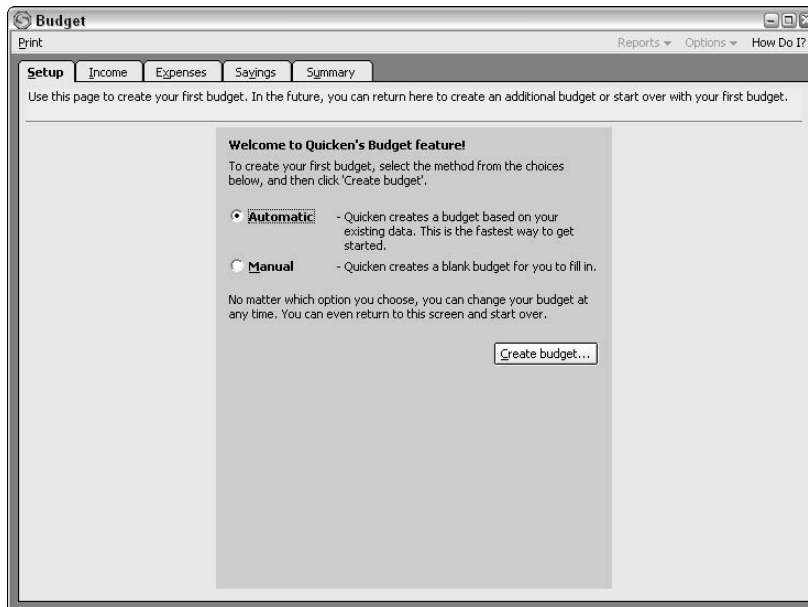 Budget
Print
Reports Options How Do I?
Setup Income Expenses Savings Summary
Use this page to create your first budget. In the future, you can return here to create an additional budget or start over with your first budget.
Welcome to Quicken's Budget feature!
To create your first budget, select the method from the choices
below, and then click 'Create budget'.
Automatic - Quicken creates a budget based on your
existing data. This is the fastest way to get
started.
Manual - Quicken creates a blank budget for you to fill in.
No matter which option you choose, you can change your budget at
any time. You can even return to this screen and start over.
Create budget...